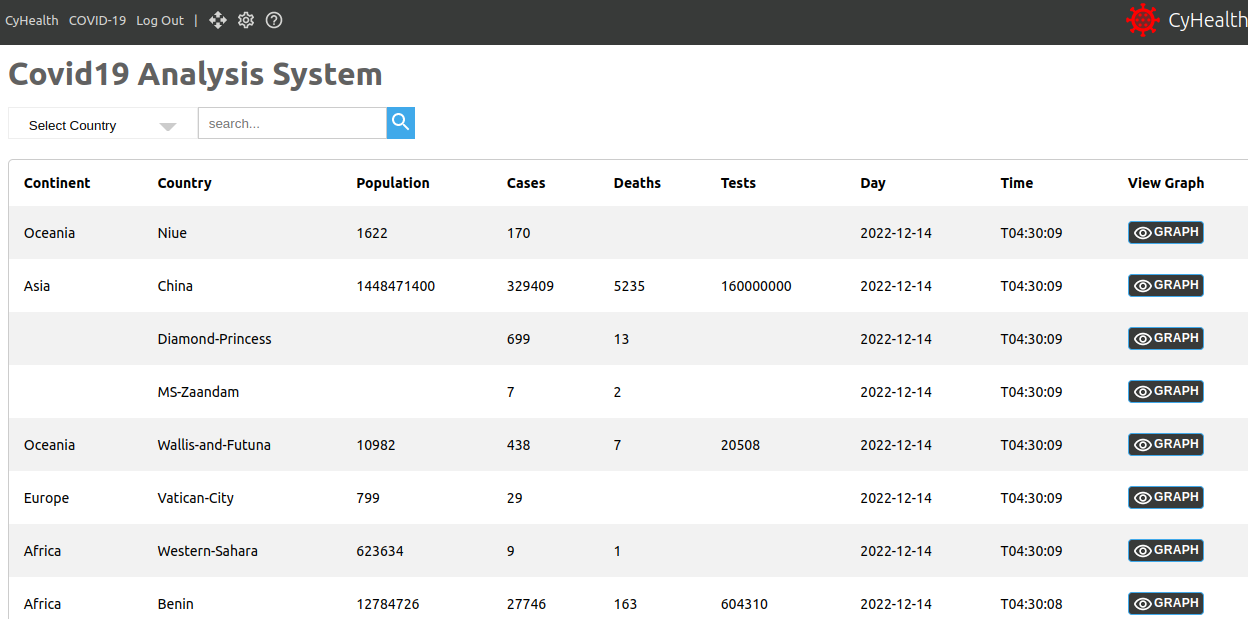 CyHealth COVID-19 Log Out | CyHealth
Covid19 Analysis System
Select Country search...
Continent Country Population Cases Deaths Tests Day Time View Graph
Oceania Niue 1622 170 2022-12-14 T04:30:09 GRAPH
Asia China 1448471400 329409 5235 160000000 2022-12-14 T04:30:09 GRAPH
Diamond-Princess 699 13 2022-12-14 T04:30:09 GRAPH
MS-Zaandam 7 2 2022-12-14 T04:30:09 GRAPH
Oceania Wallis-and-Futuna 10982 438 7 20508 2022-12-14 T04:30:09 GRAPH
Europe Vatican-City 799 29 2022-12-14 T04:30:09 GRAPH
Africa Western-Sahara 623634 9 1 2022-12-14 T04:30:09 GRAPH
Africa Benin 12784726 27746 163 604310 2022-12-14 T04:30:08 GRAPH